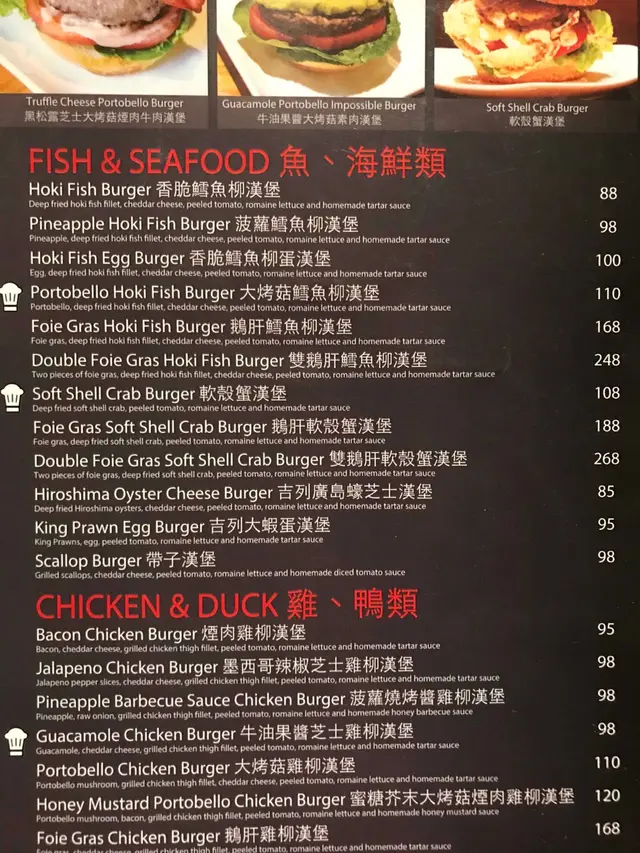 Truffle Cheese Portobello Burger
黑松露芝士大烤菇煙肉牛肉漢堡
Guacamole Portobello Impossible Burger
牛油果醬大烤菇素肉漢堡
Soft Shell Crab Burger
軟殼蟹漢堡
FISH & SEAFOOD 魚、海鮮類
Hoki Fish Burger 香脆鱈魚柳漢堡 88
Deep fried hoki fish fillet, cheddar cheese, peeled tomato, romaine lettuce and homemade tartar sauce
Pineapple Hoki Fish Burger 菠蘿鱈魚柳漢堡 98
Pineapple, deep fried hoki fish fillet, cheddar cheese, peeled tomato, romaine lettuce and homemade tartar sauce
Hoki Fish Egg Burger 香脆鱈魚柳蛋漢堡 100
Egg, deep fried hoki fish fillet, cheddar cheese, peeled tomato, romaine lettuce and homemade tartar sauce
Portobello Hoki Fish Burger 大烤菇鱈魚柳漢堡 110
Portobello, deep fried hoki fish fillet, cheddar cheese, peeled tomato, romaine lettuce and homemade tartar sauce
Foie Gras Hoki Fish Burger 鵝肝鱈魚柳漢堡 168
Foie gras, deep fried hoki fish fillet, cheddar cheese, peeled tomato, romaine lettuce and homemade tartar sauce
Double Foie Gras Hoki Fish Burger 雙鵝肝鱈魚柳漢堡 248
Two pieces of foie gras, deep fried hoki fish fillet, cheddar cheese, peeled tomato, romaine lettuce and homemade tartar sauce
Soft Shell Crab Burger 軟殼蟹漢堡 108
Deep fried soft shell crab, peeled tomato, romaine lettuce and homemade tartar sauce
Foie Gras Soft Shell Crab Burger 鵝肝軟殼蟹漢堡 188
Foie gras, deep fried soft shell crab, peeled tomato, romaine lettuce and homemade tartar sauce
Double Foie Gras Soft Shell Crab Burger 雙鵝肝軟殼蟹漢堡 268
Two pieces of foie gras, deep fried soft shell crab, peeled tomato, romaine lettuce and homemade tartar sauce
Hiroshima Oyster Cheese Burger 吉列廣島蠔芝士漢堡 85
Deep fried Hiroshima oysters, cheddar cheese, peeled tomato, romaine lettuce and homemade tartar sauce
King Prawn Egg Burger 吉列大蝦蛋漢堡 95
King Prawns, egg, peeled tomato, romaine lettuce and homemade tartar sauce
Scallop Burger 帶子漢堡 98
Grilled scallops, cheddar cheese, peeled tomato, romaine lettuce and homemade diced tomato sauce
CHICKEN & DUCK 雞、鴨類
Bacon Chicken Burger 煙肉雞柳漢堡 95
Bacon, cheddar cheese, grilled chicken thigh fillet, peeled tomato, romaine lettuce and homemade tartar sauce
Jalapeno Chicken Burger 墨西哥辣椒芝士雞柳漢堡 98
Jalapeno pepper slices, cheddar cheese, grilled chicken thigh fillet, peeled tomato, romaine lettuce and homemade tartar sauce
Pineapple Barbecue Sauce Chicken Burger 菠蘿燒烤醬雞柳漢堡 98
Pineapple, raw onion, grilled chicken thigh fillet, peeled tomato, romaine lettuce and homemade honey barbecue sauce
Guacamole Chicken Burger 牛油果醬芝士雞柳漢堡 98
Guacamole, cheddar cheese, grilled chicken thigh fillet, peeled tomato, romaine lettuce and homemade tartar sauce
Portobello Chicken Burger 大烤菇雞柳漢堡 110
Portobello mushroom, grilled chicken thigh fillet, cheddar cheese, peeled tomato, romaine lettuce and homemade tartar sauce
Honey Mustard Portobello Chicken Burger 蜜糖芥末大烤菇煙肉雞柳漢堡 120
Portobello mushroom, bacon, grilled chicken thigh fillet, peeled tomato, romaine lettuce and homemade honey mustard sauce
Foie Gras Chicken Burger 鵝肝雞柳漢堡 168